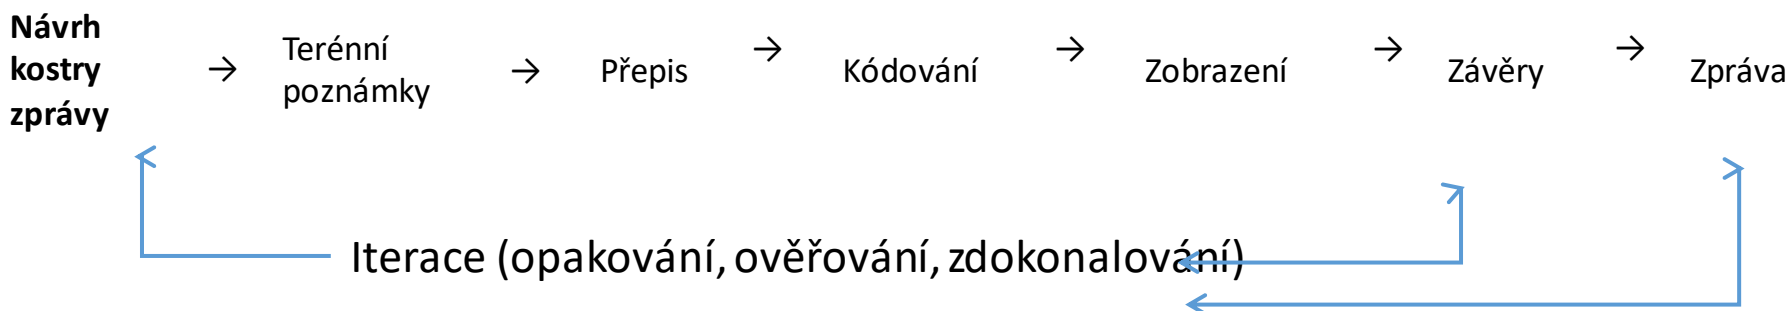 Návrh
kostry
zprávy
→ Terénní
poznámky
→ Přepis
→ Kódování
→ Zobrazení
→ Závěry
→ Zpráva
Iterace (opakování, ověřování, zdokonalování)